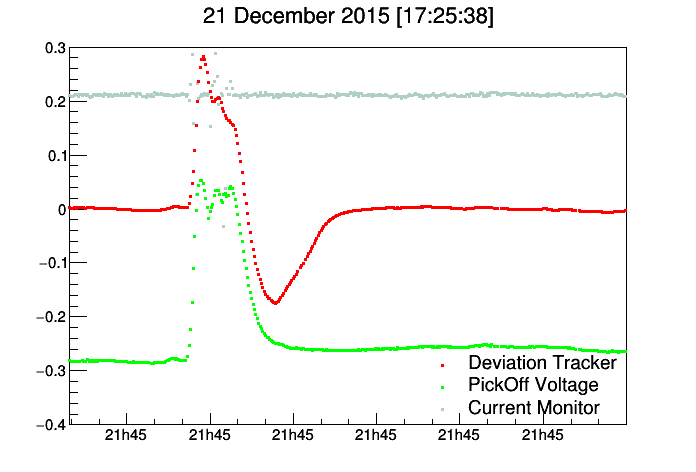 21 December 2015 [17:25:38]
0.3
0.2
0.1
0
−0.1
−0.2
−0.3
−0.4
Deviation Tracker
PickOff Voltage
Current Monitor
21h45 21h45 21h45 21h45 21h45 21h45